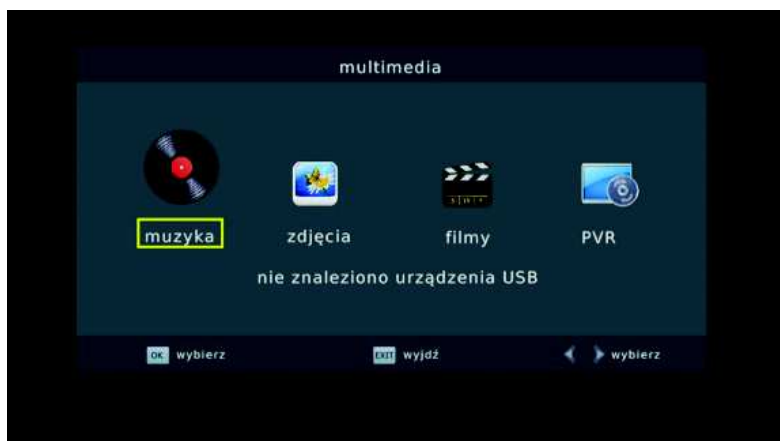 multimedia
muzyka zdjęcia filmy PVR
nie znaleziono urządzenia USB
OK wybierz EXIT wyjdź wybierz